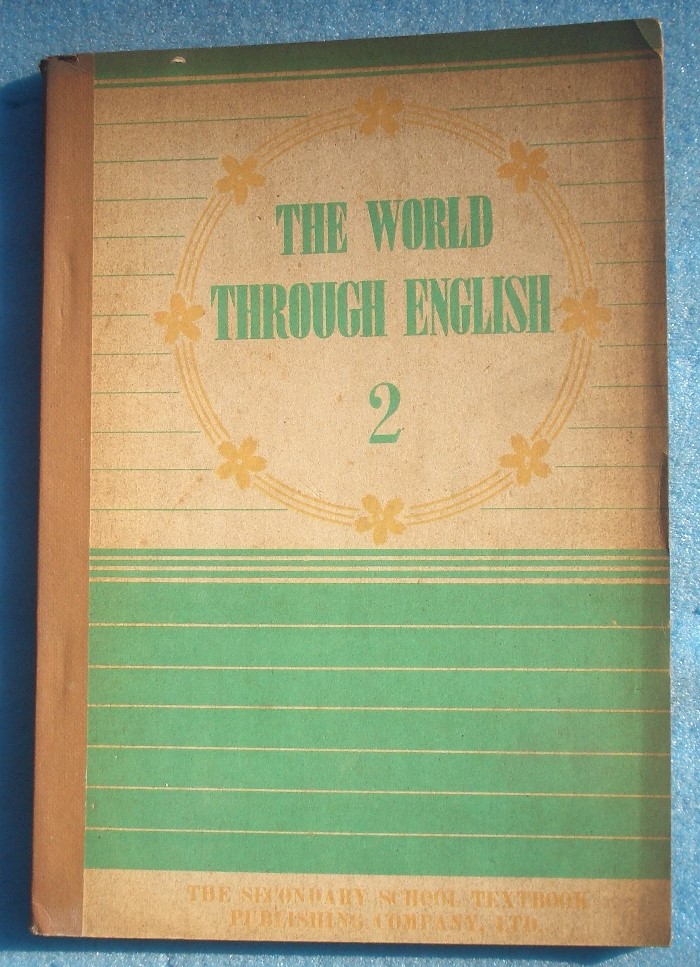 THE WORLD
THROUGH ENGLISH
2
THE SECONDARY SCHOOL TEXTBOOK
PUBLISHING COMPANY, LTD.